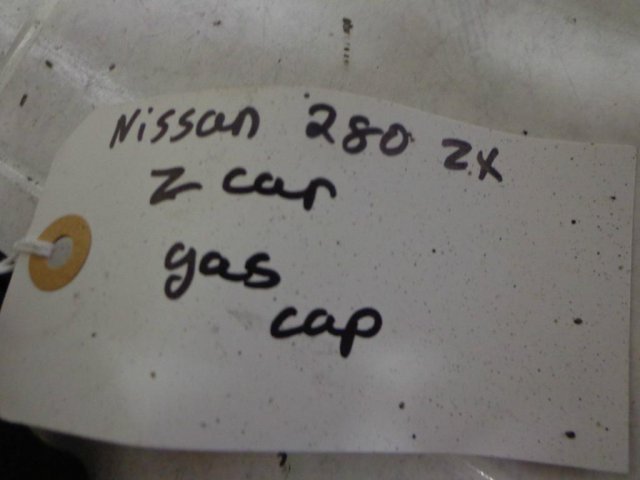 Nissan 280 ZX
Z car
gas
cap